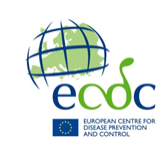 ecdc
EUROPEAN CENTRE FOR
DISEASE PREVENTION
AND CONTROL